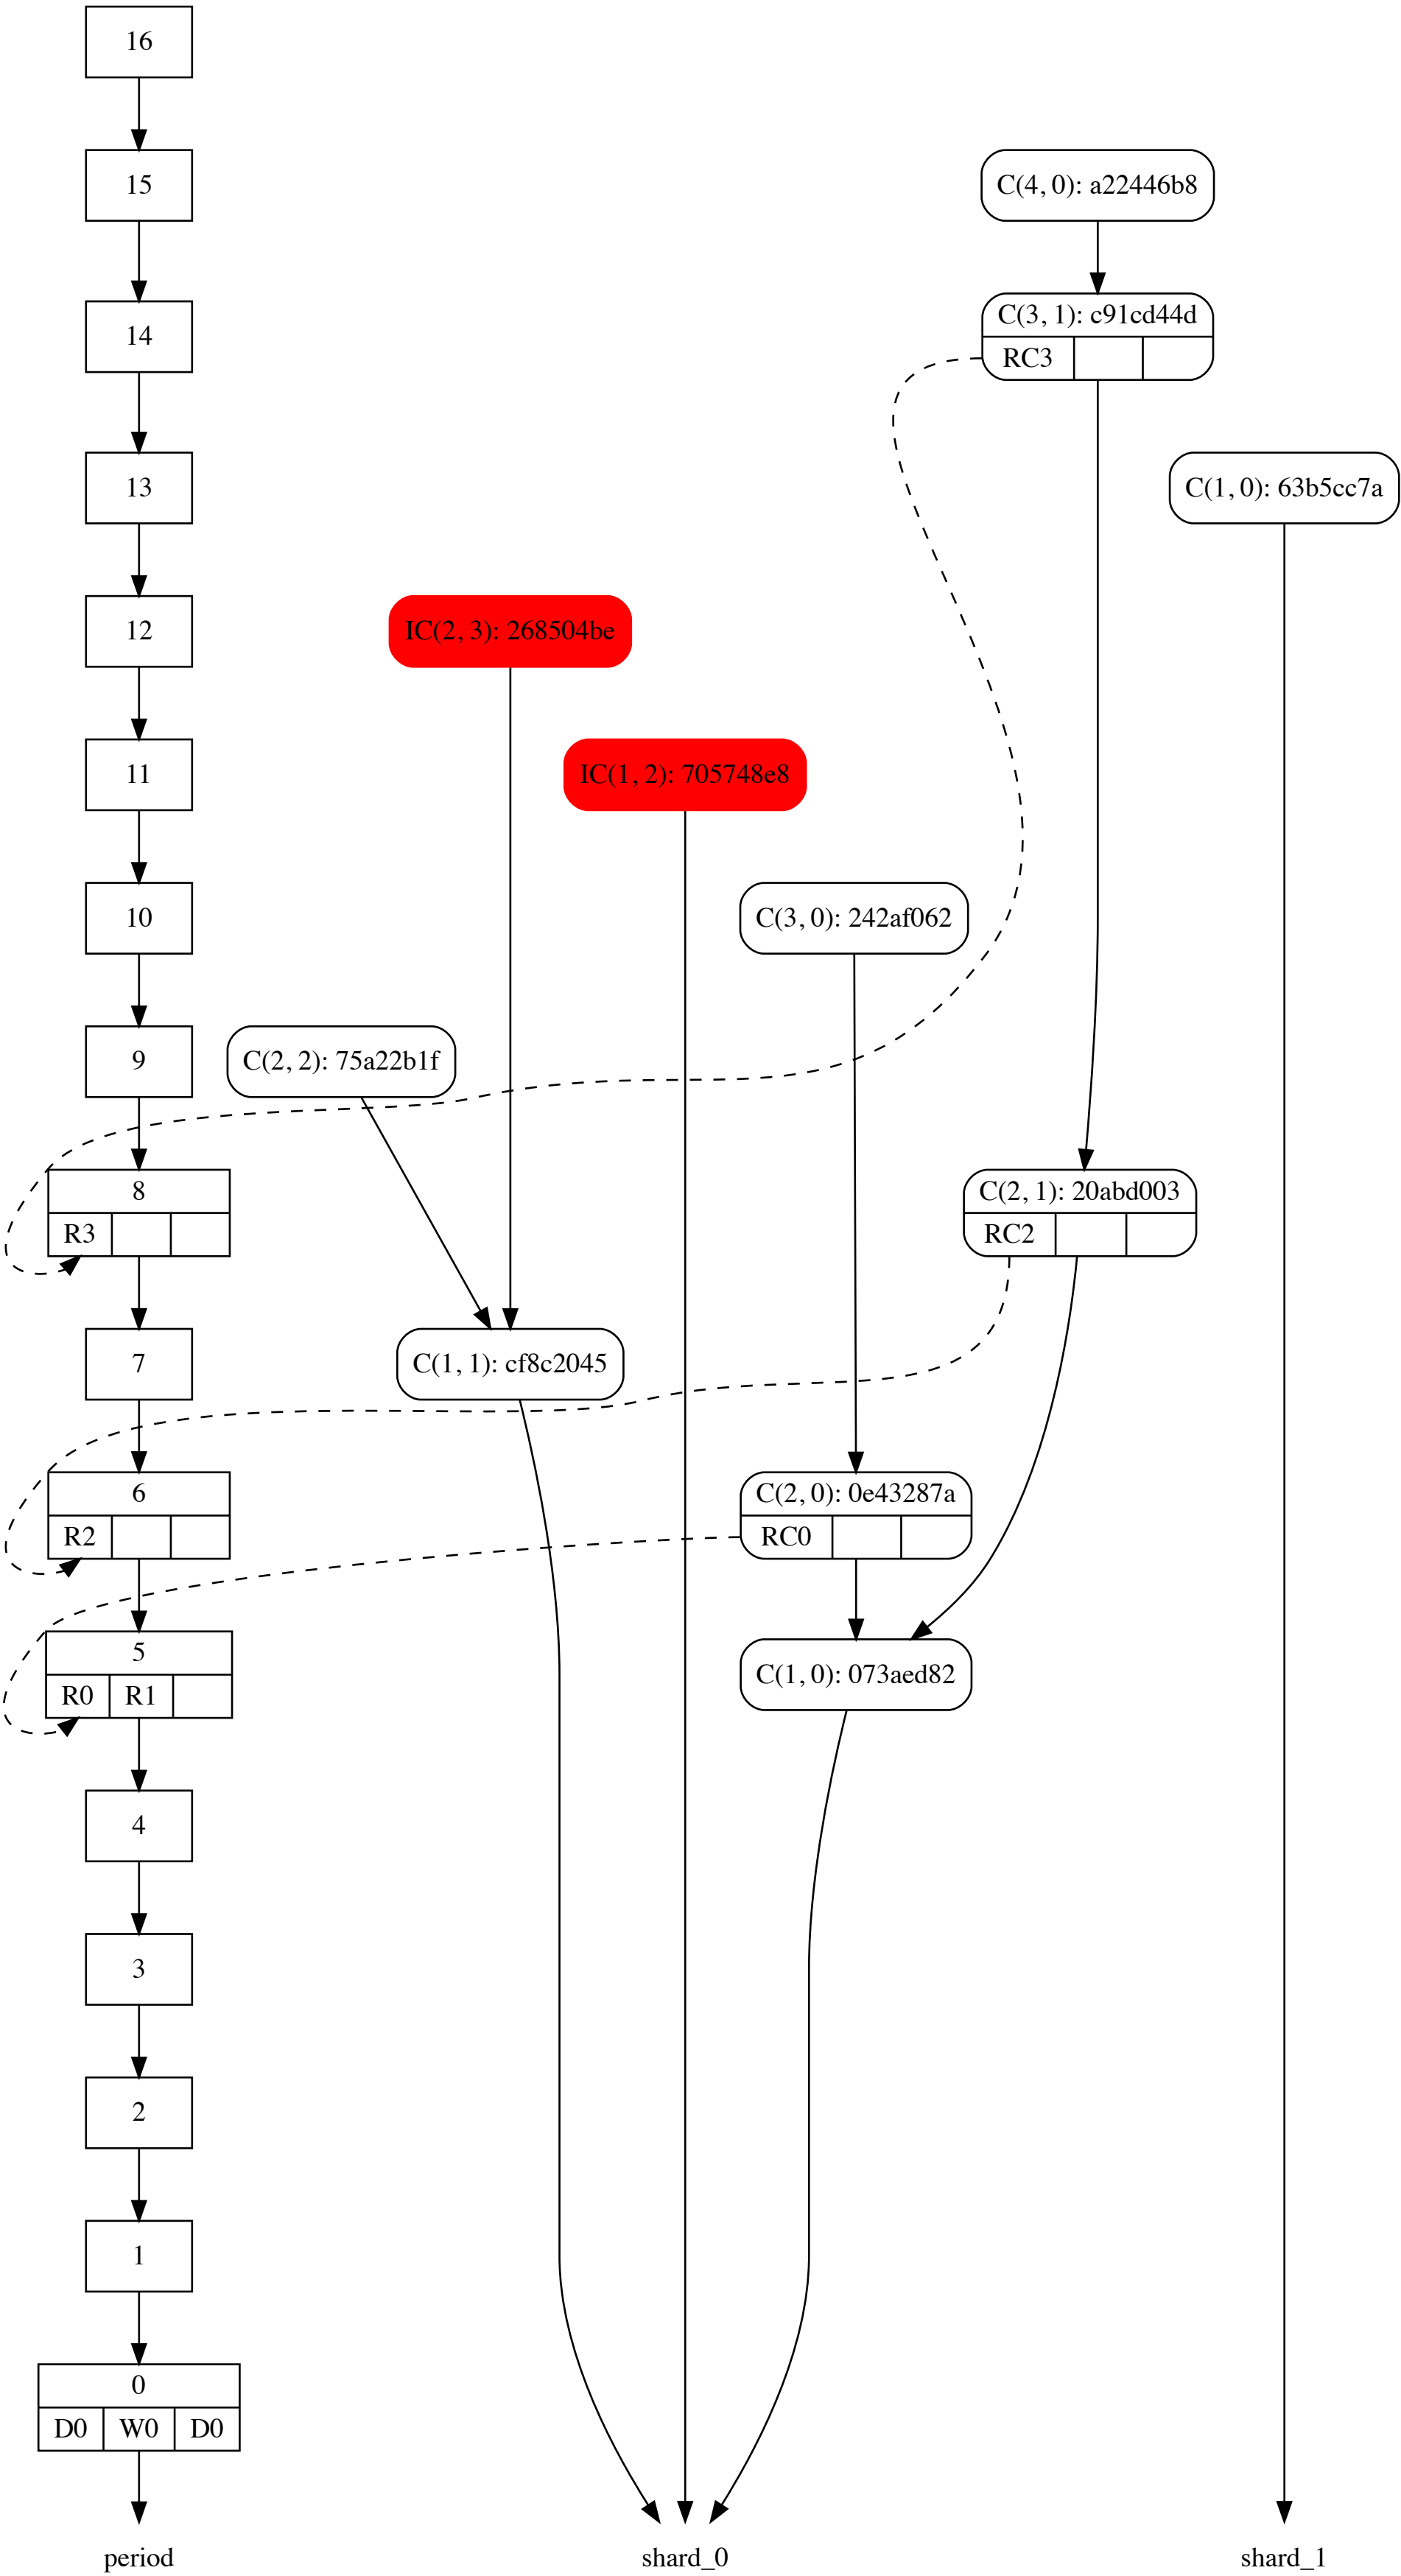 16
15
C(4, 0): a22446b8
14
C(3, 1): c91cd44d
RC3
13
C(1, 0): 63b5cc7a
12
IC(2, 3): 268504be
11
IC(1, 2): 705748e8
10
C(3, 0): 242af062
9
C(2, 2): 75a22b1f
8
R3
C(2, 1): 20abd003
RC2
7
C(1, 1): cf8c2045
6
R2
C(2, 0): 0e43287a
RC0
5
R0 R1
C(1, 0): 073aed82
4
3
2
1
0
D0 W0 D0
period shard_0 shard_1